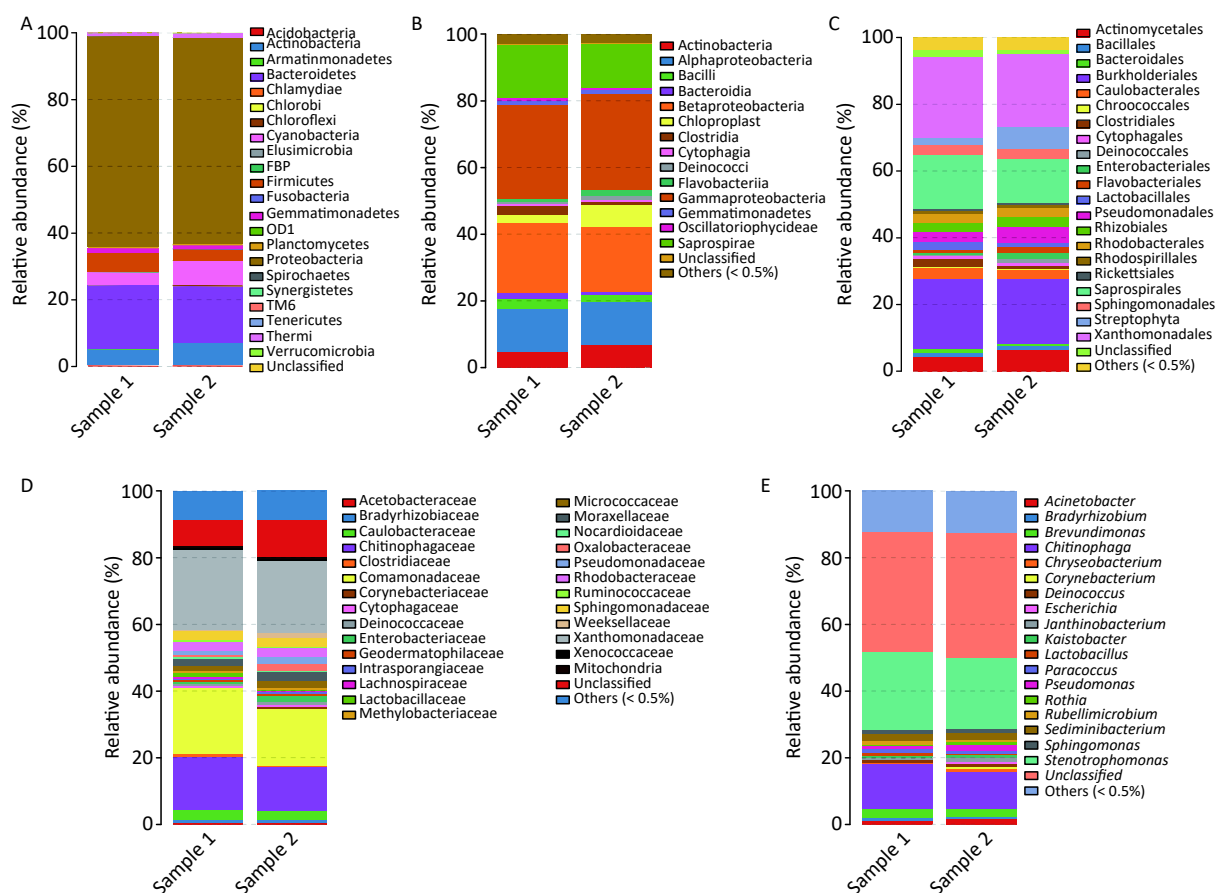 A
Relative abundance (%)
100
80
60
40
20
0
Sample 1
Sample 2
Acidobacteria
Actinobacteria
Armatinmonadetes
Bacteroidetes
Chlamydiae
Chlorobi
Chloroflexi
Cyanobacteria
Elusimicrobia
FBP
Firmicutes
Fusobacteria
Gemmatimonadetes
OD1
Planctomycetes
Proteobacteria
Spirochaetes
Synergistetes
TM6
Tenericutes
Thermi
Verrucomicrobia
Unclassified
B
Relative abundance (%)
100
80
60
40
20
0
Sample 1
Sample 2
Actinobacteria
Alphaproteobacteria
Bacilli
Bacteroidia
Betaproteobacteria
Chloproplast
Clostridia
Cytophagia
Deinococci
Flavobacteriia
Gammaproteobacteria
Gemmatimonadetes
Oscillatoriophycideae
Saprospirae
Unclassified
Others (< 0.5%)
C
Relative abundance (%)
100
80
60
40
20
0
Sample 1
Sample 2
Actinomycetales
Bacillales
Bacteroidales
Burkholderiales
Caulobacterales
Chroococcales
Clostridiales
Cytophagales
Deinococcales
Enterobacteriales
Flavobacteriales
Lactobacillales
Pseudomonadales
Rhizobiales
Rhodobacterales
Rhodospirillales
Rickettsiales
Saprospirales
Sphingomonadales
Streptophyta
Xanthomonadales
Unclassified
Others (< 0.5%)
D
Relative abundance (%)
100
80
60
40
20
0
Sample 1
Sample 2
Acetobacteraceae
Bradyrhizobiaceae
Caulobacteraceae
Chitinophagaceae
Clostridiaceae
Comamonadaceae
Corynebacteriaceae
Cytophagaceae
Deinococcaceae
Enterobacteriaceae
Geodermatophilaceae
Intrasporangiaceae
Lachnospiraceae
Lactobacillaceae
Methylobacteriaceae
Micrococcaceae
Moraxellaceae
Nocardioidaceae
Oxalobacteraceae
Pseudomonadaceae
Rhodobacteraceae
Ruminococcaceae
Sphingomonadaceae
Weeksellaceae
Xanthomonadaceae
Xenococcaceae
Mitochondria
Unclassified
Others (< 0.5%)
E
Relative abundance (%)
100
80
60
40
20
0
Sample 1
Sample 2
Acinetobacter
Bradyrhizobium
Brevundimonas
Chitinophaga
Chryseobacterium
Corynebacterium
Deinococcus
Escherichia
Janthinobacterium
Kaistobacter
Lactobacillus
Paracoccus
Pseudomonas
Rothia
Rubellimicrobium
Sediminibacterium
Sphingomonas
Stenotrophomonas
Unclassified
Others (< 0.5%)